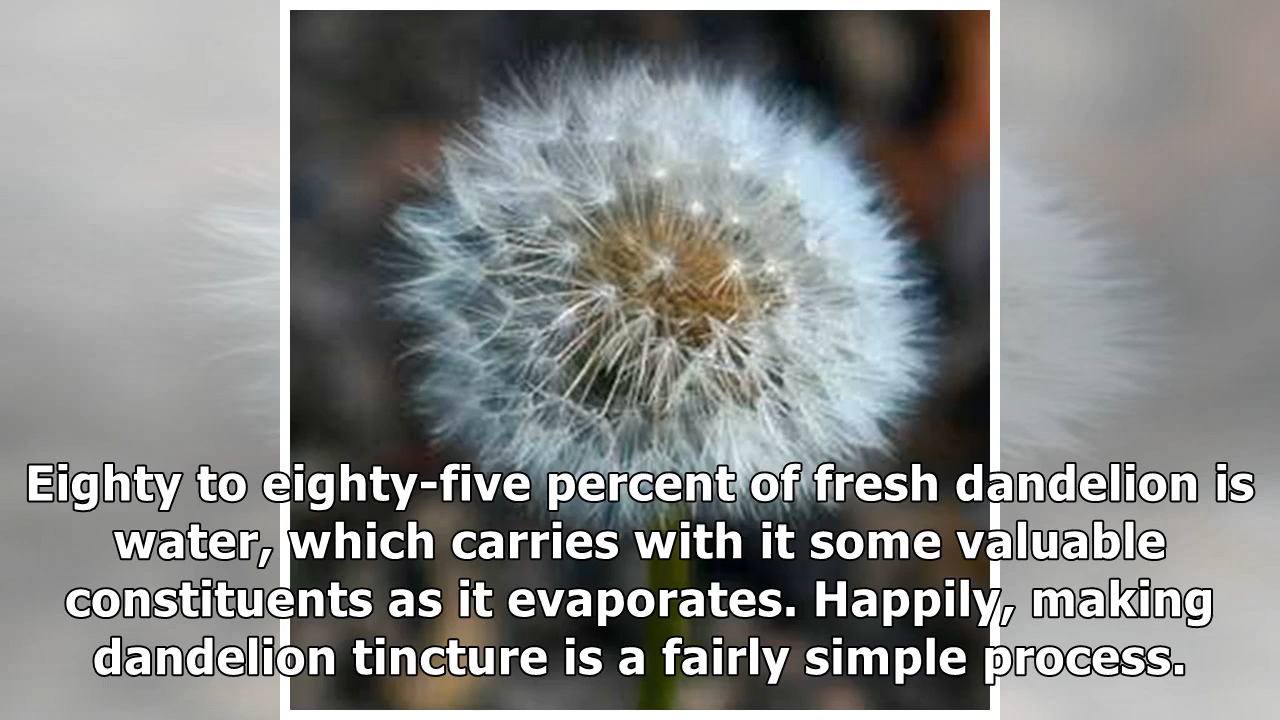 Eighty to eighty-five percent of fresh dandelion is
water, which carries with it some valuable
constituents as it evaporates. Happily, making
dandelion tincture is a fairly simple process.